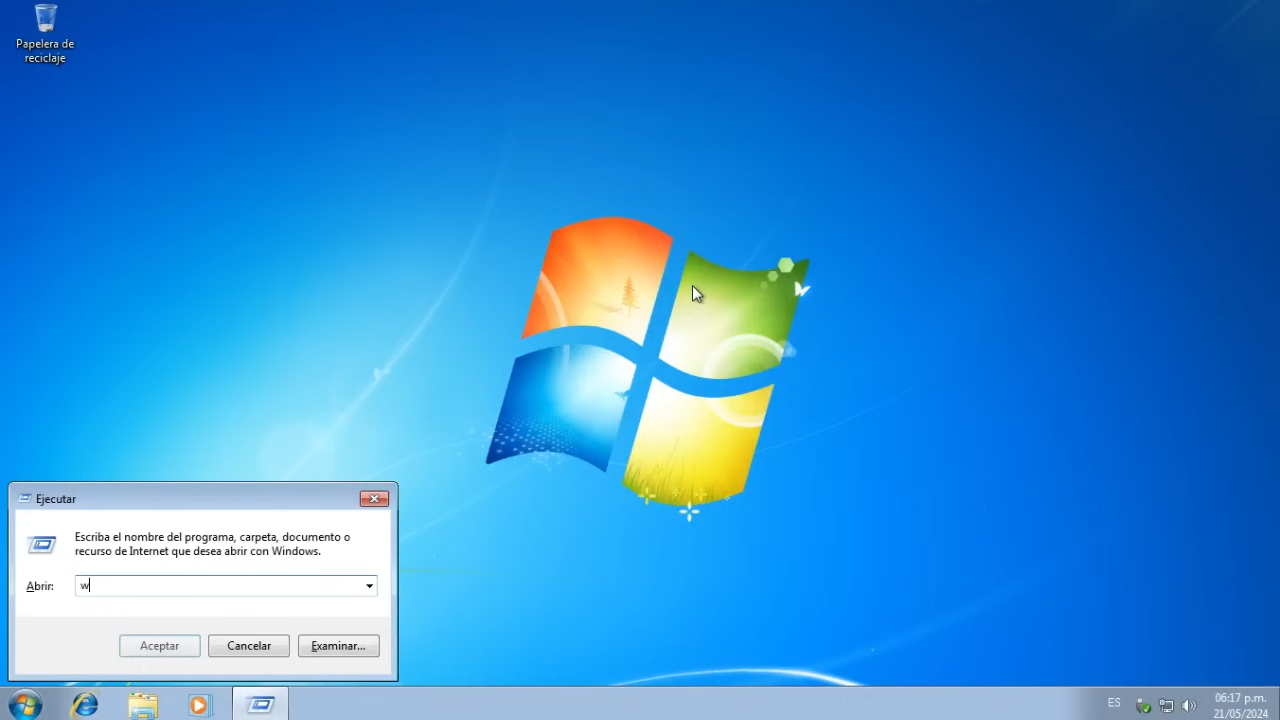 Papelera de
reciclaje
Ejecutar
Escriba el nombre del programa, carpeta, documento o
recurso de Internet que desea abrir con Windows.
Abrir:
w
Aceptar
Cancelar
Examinar...
ES
06:17 p.m.
21/05/2024